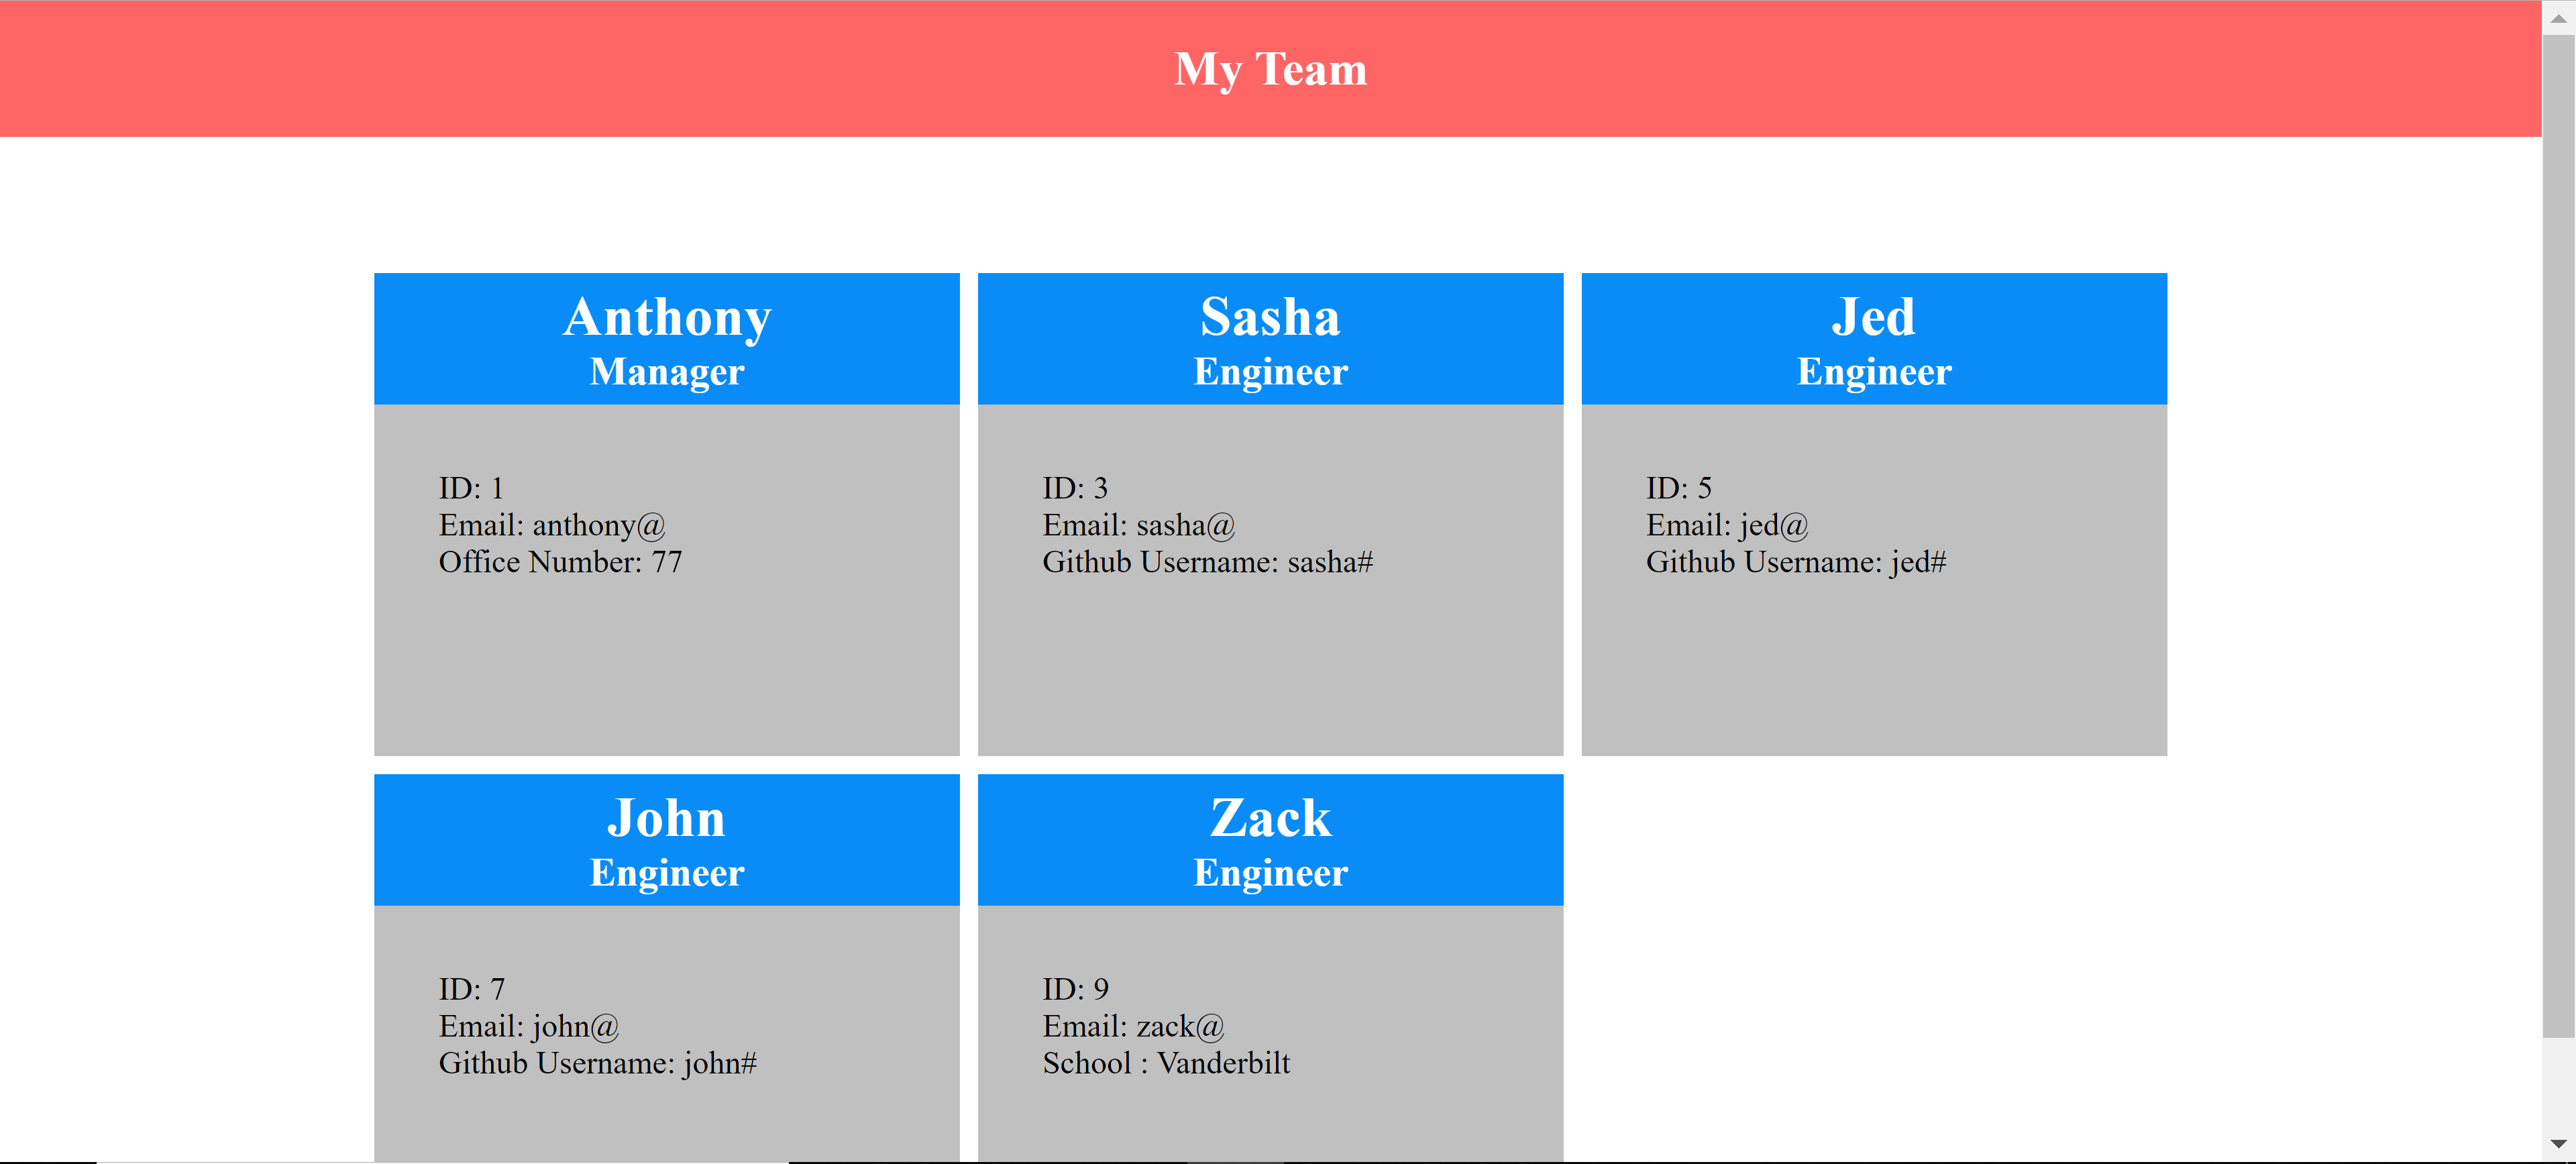 My Team
Anthony
Manager
ID: 1
Email: anthony@
Office Number: 77
Sasha
Engineer
ID: 3
Email: sasha@
Github Username: sasha#
Jed
Engineer
ID: 5
Email: jed@
Github Username: jed#
John
Engineer
ID: 7
Email: john@
Github Username: john#
Zack
Engineer
ID: 9
Email: zack@
School : Vanderbilt